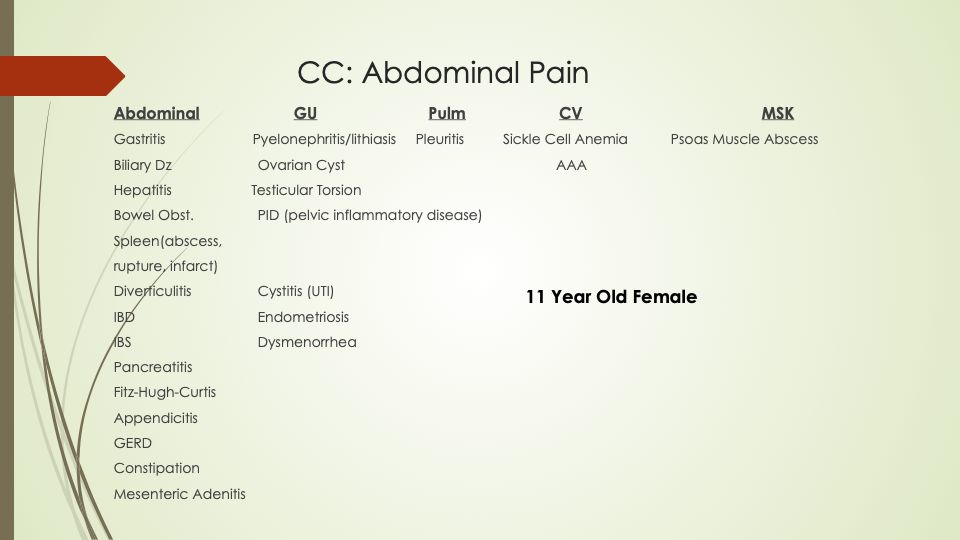 CC: Abdominal Pain
Abdominal GU Pulm CV MSK
Gastritis Pyelonephritis/lithiasis Pleuritis Sickle Cell Anemia Psoas Muscle Abscess
Biliary Dz Ovarian Cyst AAA
Hepatitis Testicular Torsion
Bowel Obst. PID (pelvic inflammatory disease)
Spleen(abscess,
rupture, infarct)
Diverticulitis Cystitis (UTI)
11 Year Old Female
IBD Endometriosis
IBS Dysmenorrhea
Pancreatitis
Fitz-Hugh-Curtis
Appendicitis
GERD
Constipation
Mesenteric Adenitis